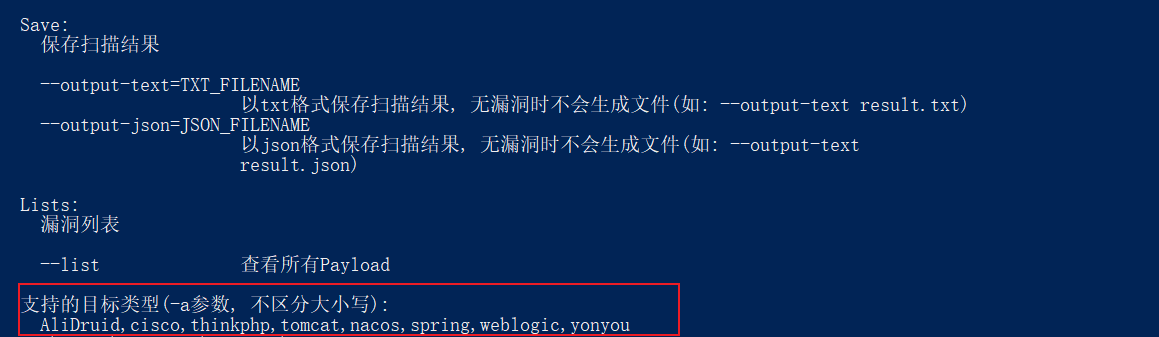 Save:
保存扫描结果
--output-text=TXT_FILENAME
以txt格式保存扫描结果, 无漏洞时不会生成文件(如: --output-text result.txt)
--output-json=JSON_FILENAME
以json格式保存扫描结果, 无漏洞时不会生成文件(如: --output-text
result.json)
Lists:
漏洞列表
--list 查看所有Payload
支持的目标类型(-a参数, 不区分大小写):
AliDruid,cisco,thinkphp,tomcat,nacos,spring,weblogic,yonyou